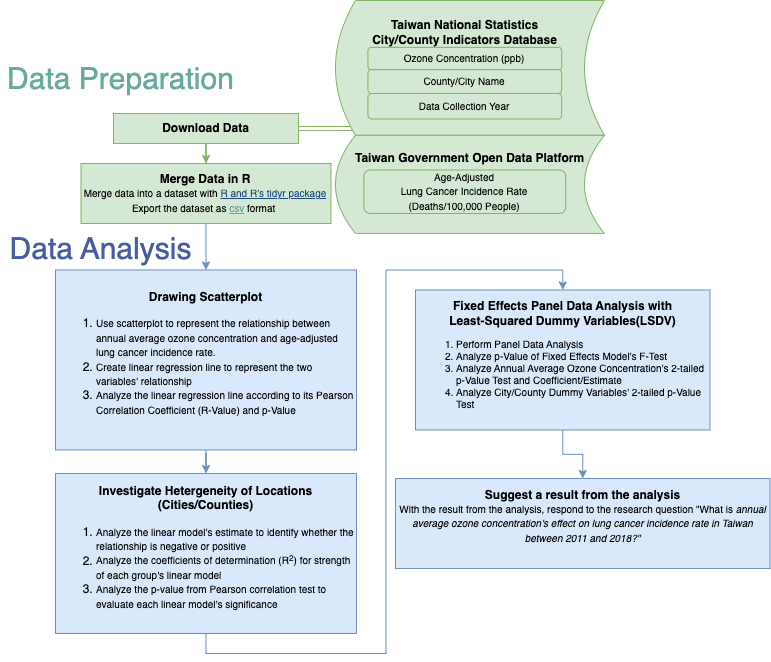 Taiwan National Statistics
City/County Indicators Database
Ozone Concentration (ppb)
County/City Name
Data Collection Year
Data Preparation
Download Data
Taiwan Government Open Data Platform
Age-Adjusted
Lung Cancer Incidence Rate
(Deaths/100,000 People)
Merge Data in R
Merge data into a dataset with R and R's tidyr package
Export the dataset as csv format
Data Analysis
Drawing Scatterplot
1. Use scatterplot to represent the relationship between
annual average ozone concentration and age-adjusted
lung cancer incidence rate.
2. Create linear regression line to represent the two
variables' relationship
3. Analyze the linear regression line according to its Pearson
Correlation Coefficient (R-Value) and p-Value
Investigate Hetergeneity of Locations
(Cities/Counties)
1. Analyze the linear model's estimate to identify whether the
relationship is negative or positive
2. Analyze the coefficients of determination (R²) for strength
of each group's linear model
3. Analyze the p-value from Pearson correlation test to
evaluate each linear model's significance
Fixed Effects Panel Data Analysis with
Least-Squared Dummy Variables(LSDV)
1. Perform Panel Data Analysis
2. Analyze p-Value of Fixed Effects Model's F-Test
3. Analyze Annual Average Ozone Concentration's 2-tailed
p-Value Test and Coefficient/Estimate
4. Analyze City/County Dummy Variables' 2-tailed p-Value
Test
Suggest a result from the analysis
With the result from the analysis, respond to the research question "What is annual
average ozone concentration's effect on lung cancer incidence rate in Taiwan
between 2011 and 2018?"